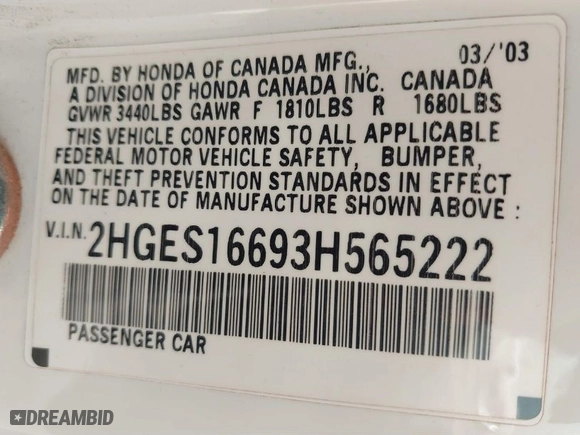 03/'03
MFD. BY HONDA OF CANADA MFG.,
A DIVISION OF HONDA CANADA INC. CANADA
GVWR 3440LBS GAWR F 1810LBS R 1680LBS
THIS VEHICLE CONFORMS TO ALL APPLICABLE
FEDERAL MOTOR VEHICLE SAFETY, BUMPER,
AND THEFT PREVENTION STANDARDS IN EFFECT
ON THE DATE OF MANUFACTURE SHOWN ABOVE :
V.I.N. 2HGES16693H565222
PASSENGER CAR
DREAMBID